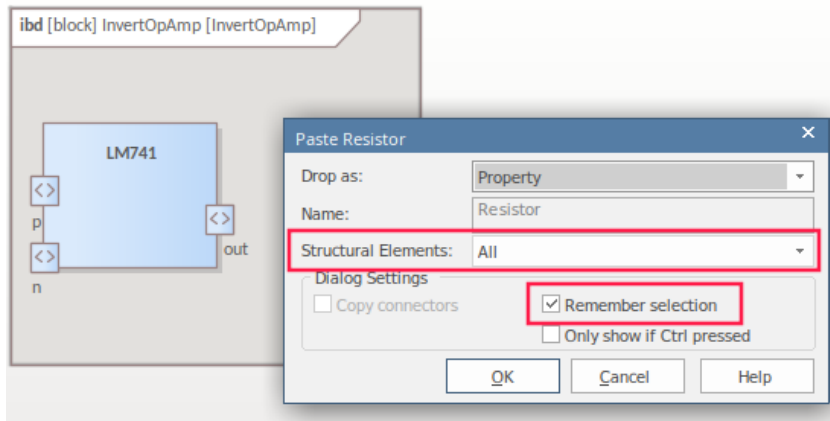 ibd [block] InvertOpAmp [InvertOpAmp]
LM741
<>
p
<>
n
<>
out
Paste Resistor
Drop as: Property
Name: Resistor
Structural Elements: All
Dialog Settings
Copy connectors
Remember selection
Only show if Ctrl pressed
OK Cancel Help